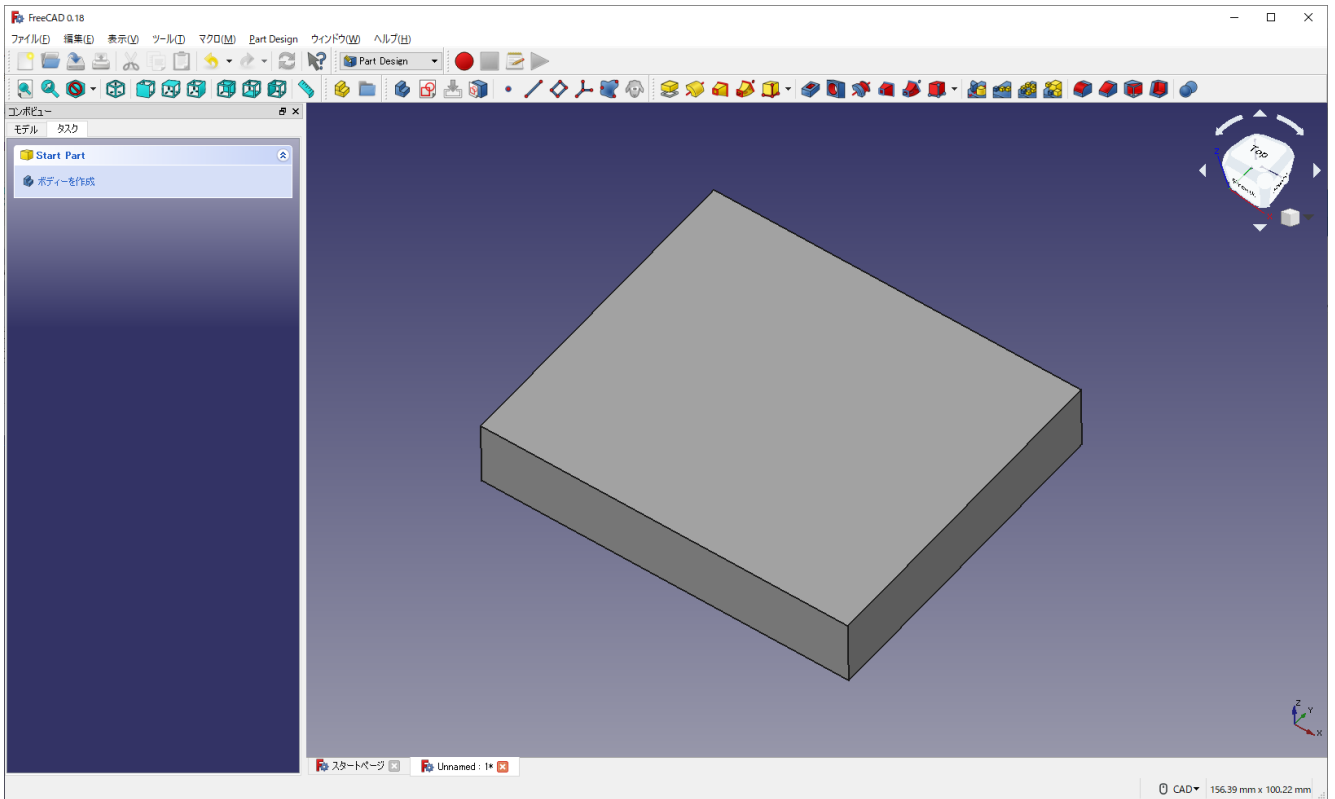 FreeCAD 0.18
ファイル(F) 編集(E) 表示(V) ツール(T) マクロ(M) Part Design ウィンドウ(W) ヘルプ(H)
Part Design
コンボビュー
モデル タスク
Start Part
ボディーを作成
Top
Z
Y
X
スタートページ Unnamed : 1*
CAD 156.39 mm x 100.22 mm